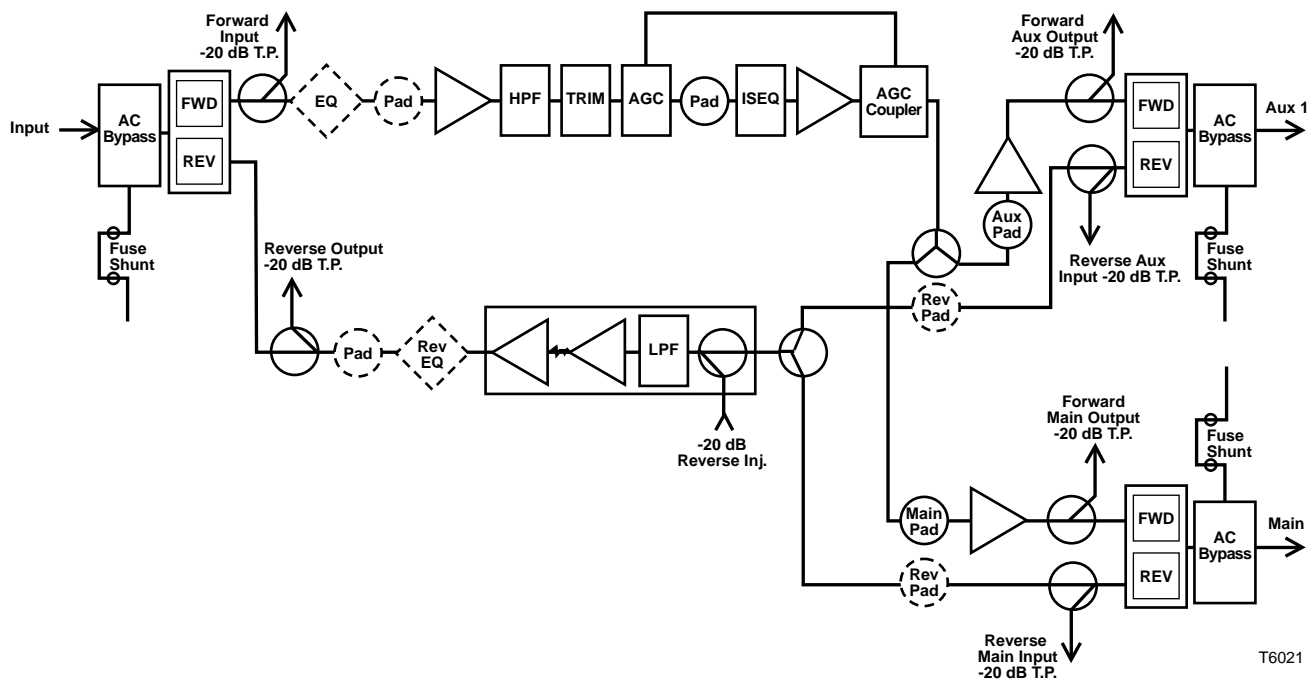 Forward
Input
-20 dB T.P.
Forward
Aux Output
-20 dB T.P.
Input
AC
Bypass
FWD
REV
EQ
Pad
HPF
TRIM
AGC
Pad
ISEQ
AGC
Coupler
FWD
REV
AC
Bypass
Aux 1
Fuse
Shunt
Reverse Output
-20 dB T.P.
Aux
Pad
Reverse Aux
Input -20 dB T.P.
Fuse
Shunt
Pad
Rev
EQ
LPF
Rev
Pad
-20 dB
Reverse Inj.
Forward
Main Output
-20 dB T.P.
Fuse
Shunt
Main
Pad
FWD
REV
AC
Bypass
Main
Rev
Pad
Reverse
Main Input
-20 dB T.P.
T6021